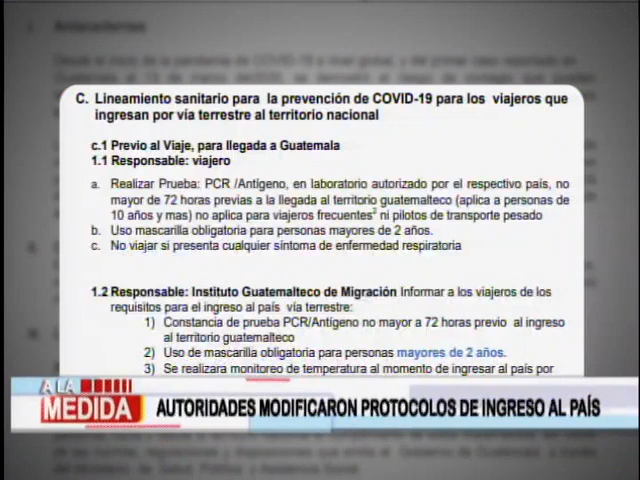 Antecedentes
C. Lineamiento sanitario para la prevención de COVID-19 para los viajeros que
ingresan por vía terrestre al territorio nacional
c.1 Previo al Viaje, para llegada a Guatemala
1.1 Responsable: viajero
a. Realizar Prueba: PCR /Antígeno, en laboratorio autorizado por el respectivo país, no
mayor de 72 horas previas a la llegada al territorio guatemalteco (aplica a personas de
10 años y mas) no aplica para viajeros frecuentes² ni pilotos de transporte pesado
b. Uso mascarilla obligatoria para personas mayores de 2 años.
c. No viajar si presenta cualquier síntoma de enfermedad respiratoria
1.2 Responsable: Instituto Guatemalteco de Migración Informar a los viajeros de los
requisitos para el ingreso al país vía terrestre:
1) Constancia de prueba PCR/Antígeno no mayor a 72 horas previo al ingreso
al territorio guatemalteco
2) Uso de mascarilla obligatoria para personas mayores de 2 años.
3) Se realizara monitoreo de temperatura al momento de ingresar al país por
A LA
MEDIDA
AUTORIDADES MODIFICARON PROTOCOLOS DE INGRESO AL PAÍS